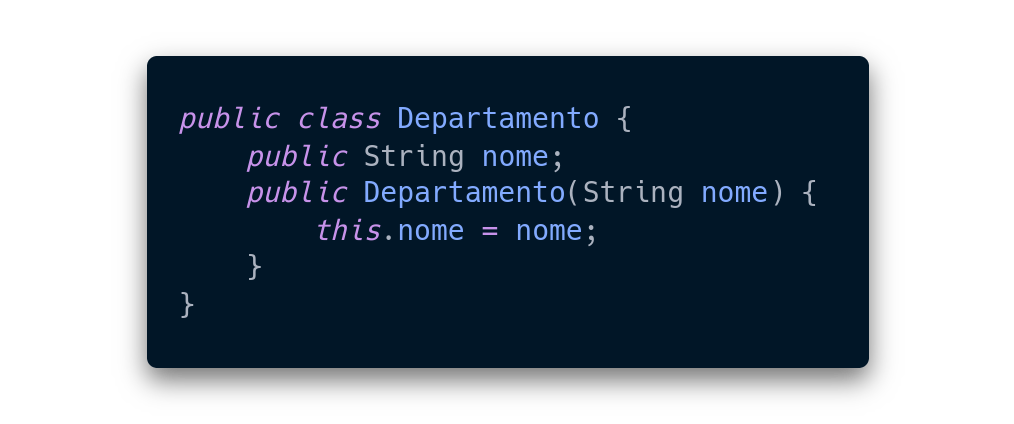 public class Departamento {
    public String nome;
    public Departamento(String nome) {
        this.nome = nome;
    }
}